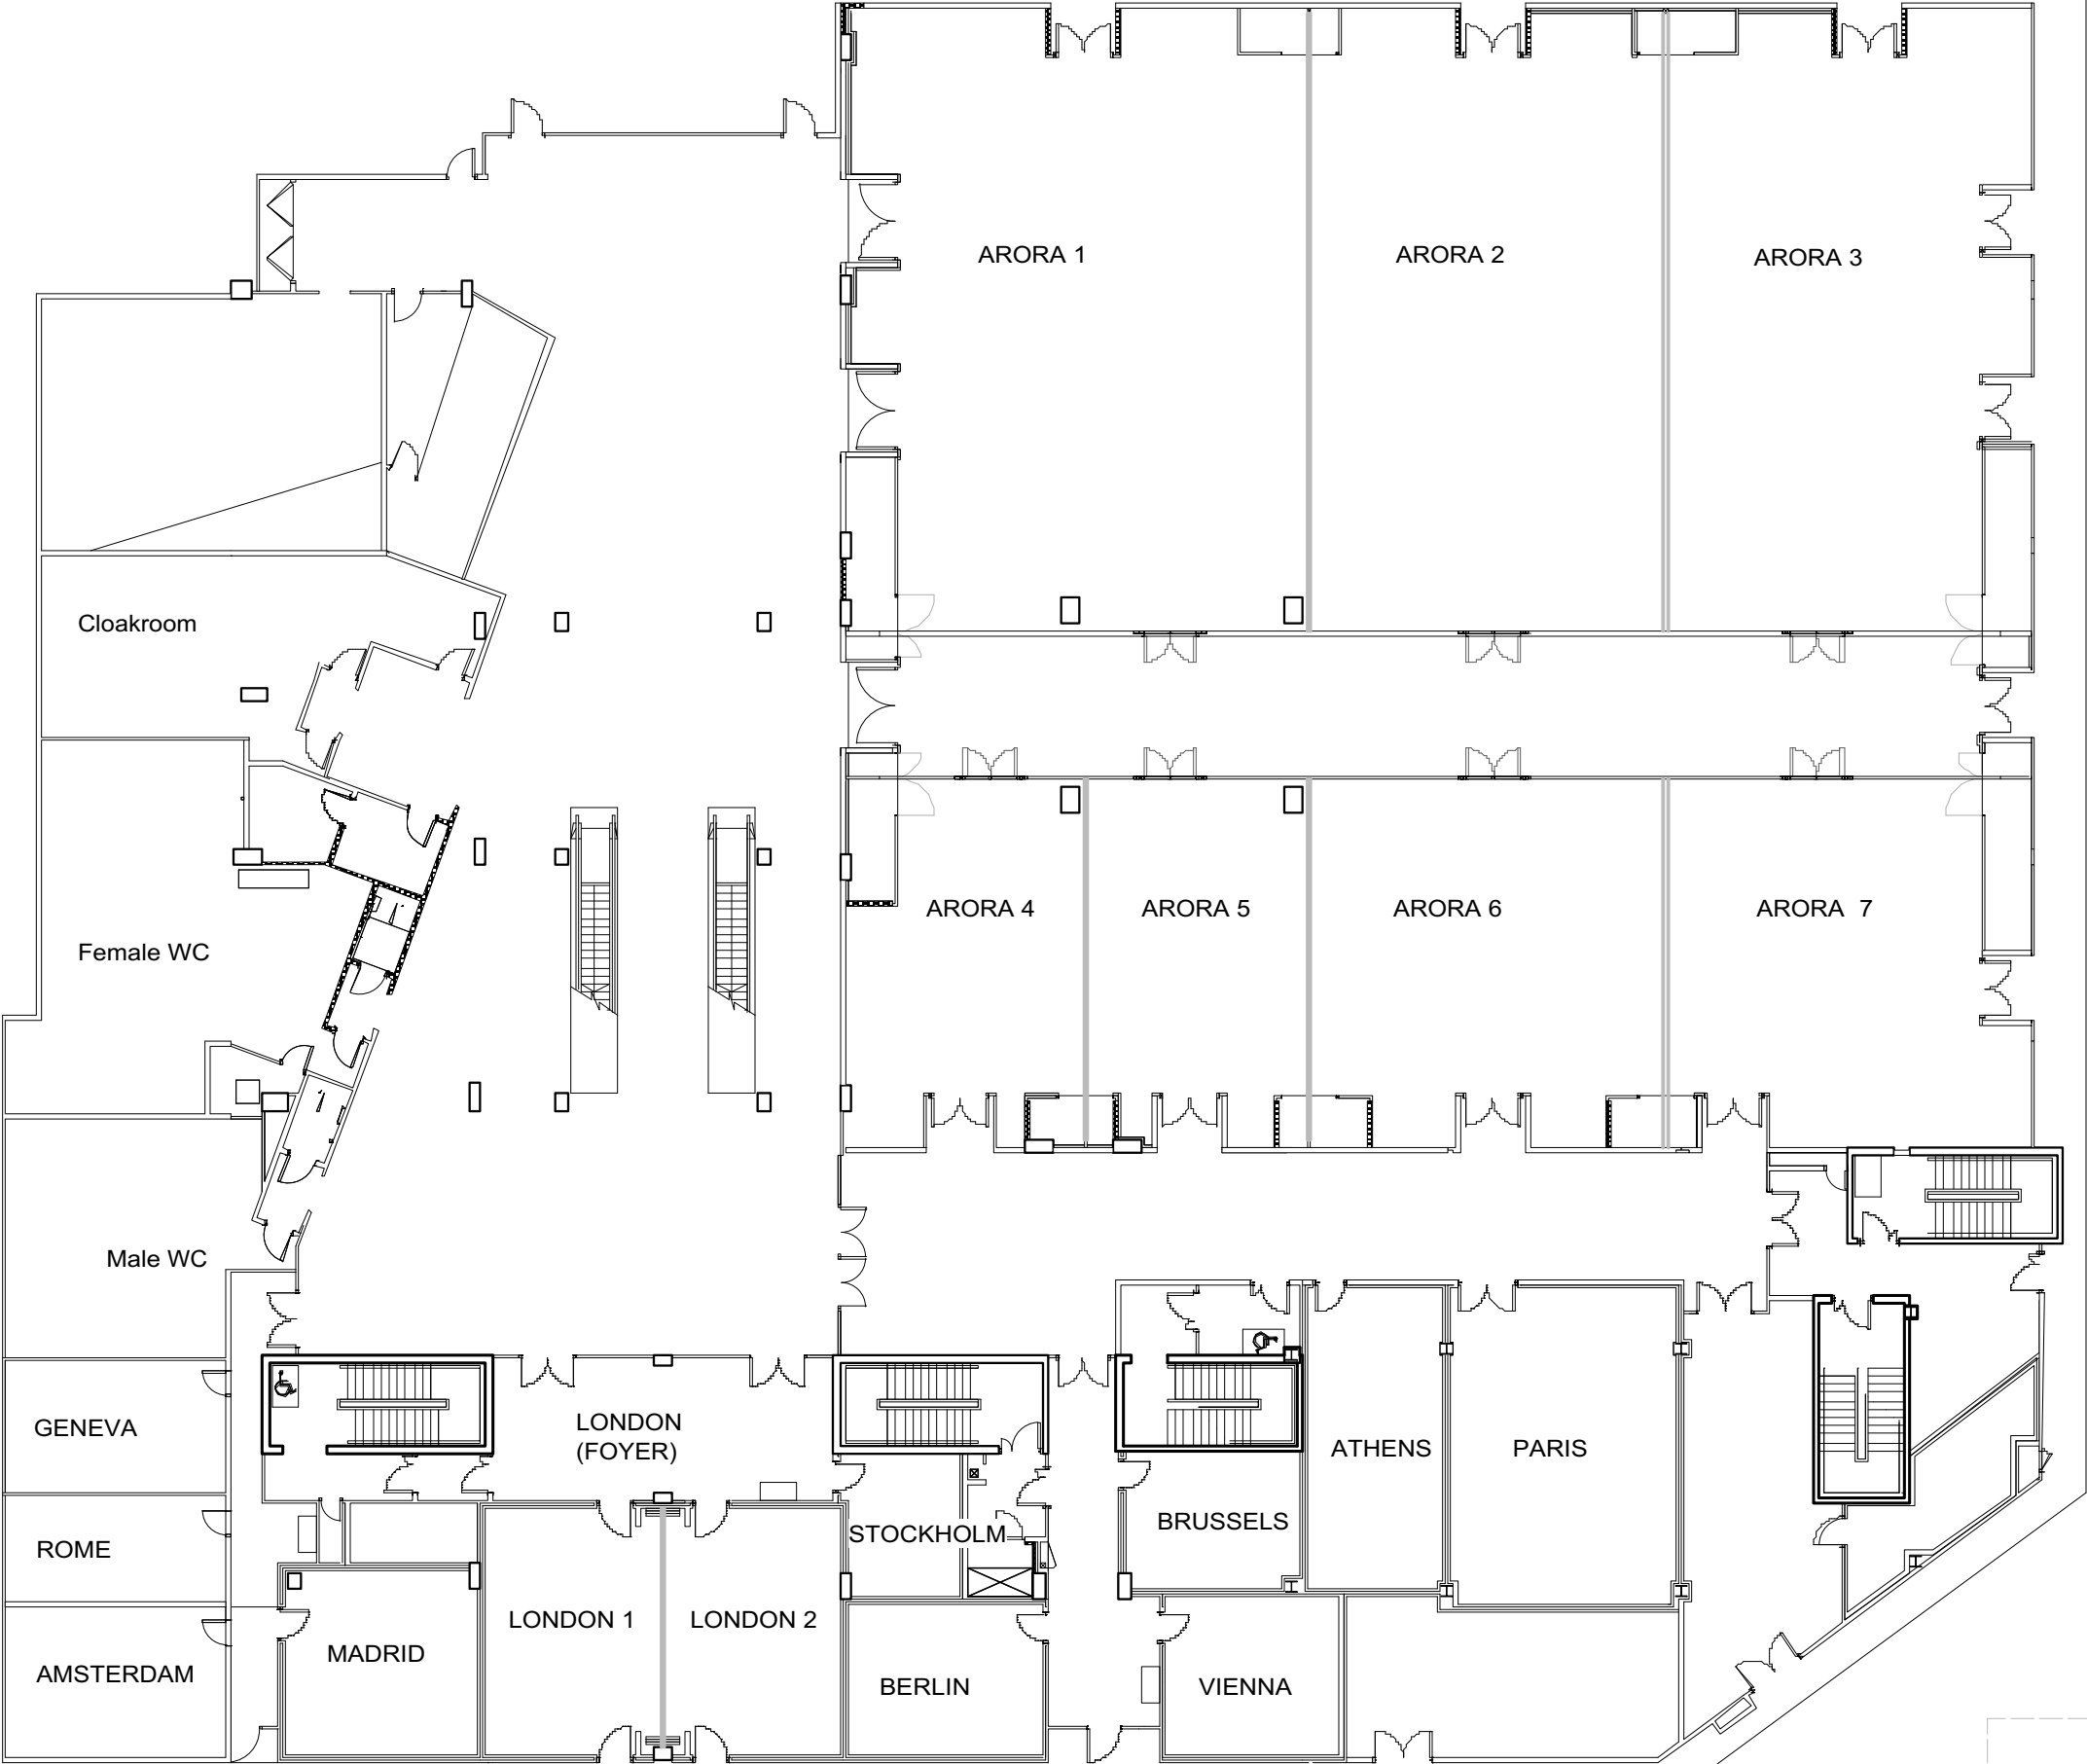 ARORA 1
ARORA 2
ARORA 3
Cloakroom
ARORA 4
ARORA 5
ARORA 6
ARORA 7
Female WC
Male WC
GENEVA
LONDON
(FOYER)
ATHENS
PARIS
ROME
STOCKHOLM
BRUSSELS
LONDON 1
LONDON 2
MADRID
AMSTERDAM
BERLIN
VIENNA